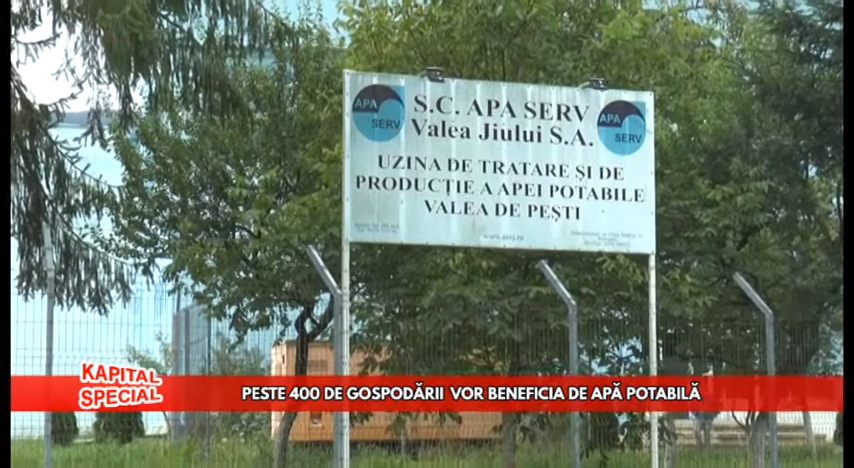 APA SERV
S.C. APA SERV
Valea Jiului S.A.
APA SERV
UZINA DE TRATARE ȘI DE
PRODUCȚIE A APEI POTABILE
VALEA DE PEȘTI
KAPITAL
SPECIAL
PESTE 400 DE GOSPODĂRII VOR BENEFICIA DE APĂ POTABILĂ